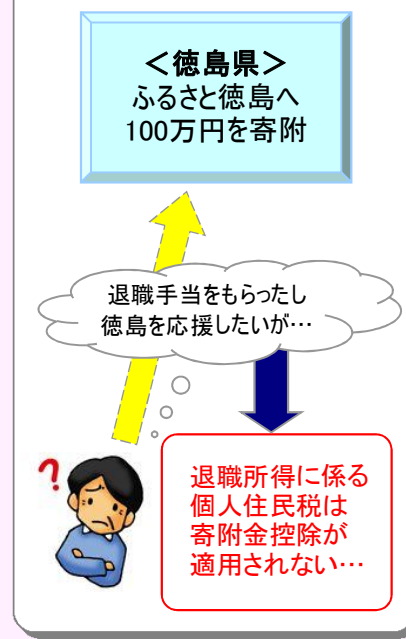 ＜徳島県＞
ふるさと徳島へ
100万円を寄附
退職手当をもらったし
徳島を応援したいが…
?
退職所得に係る
個人住民税は
寄附金控除が
適用されない…